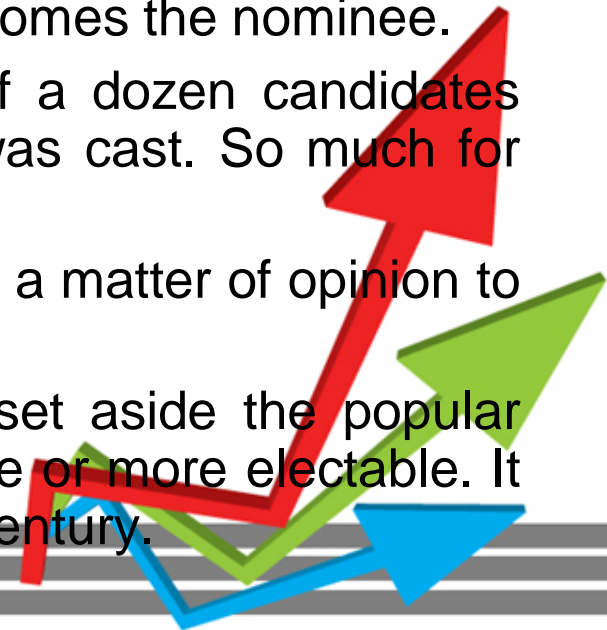 omes the nominee.
f a dozen candidates
was cast. So much for
a matter of opinion to
set aside the popular
e or more electable. It
entury.